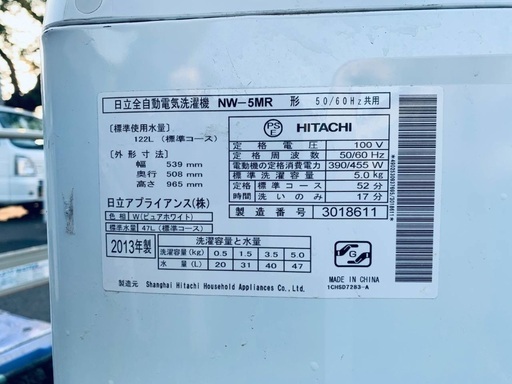 日立全自動電気洗濯機 NW-5MR 形 50/60Hz共用
[標準使用水量]
122L (標準コース)
[外形寸法]
幅 539 mm
奥行 508 mm
高さ 965 mm
日立アプライアンス(株)
色相 W(ピュアホワイト)
標準水量 47L(標準コース)
PS E HITACHI
定格電圧 100 V
定格周波数 50/60 Hz
電動機の定格消費電力 390/455 W
標準洗濯容量 5.0 kg
定格 標準コース 52 分
時間 洗いのみ 17 分
製造番号 3018611
2013年製
洗濯容量と水量
洗濯容量(kg) 0.5 1.5 3.5 5.0
水量(L) 20 31 40 47
G
MADE IN CHINA
1CHSD7283-A
製造元 Shanghai Hitachi Household Appliances Co., Ltd.